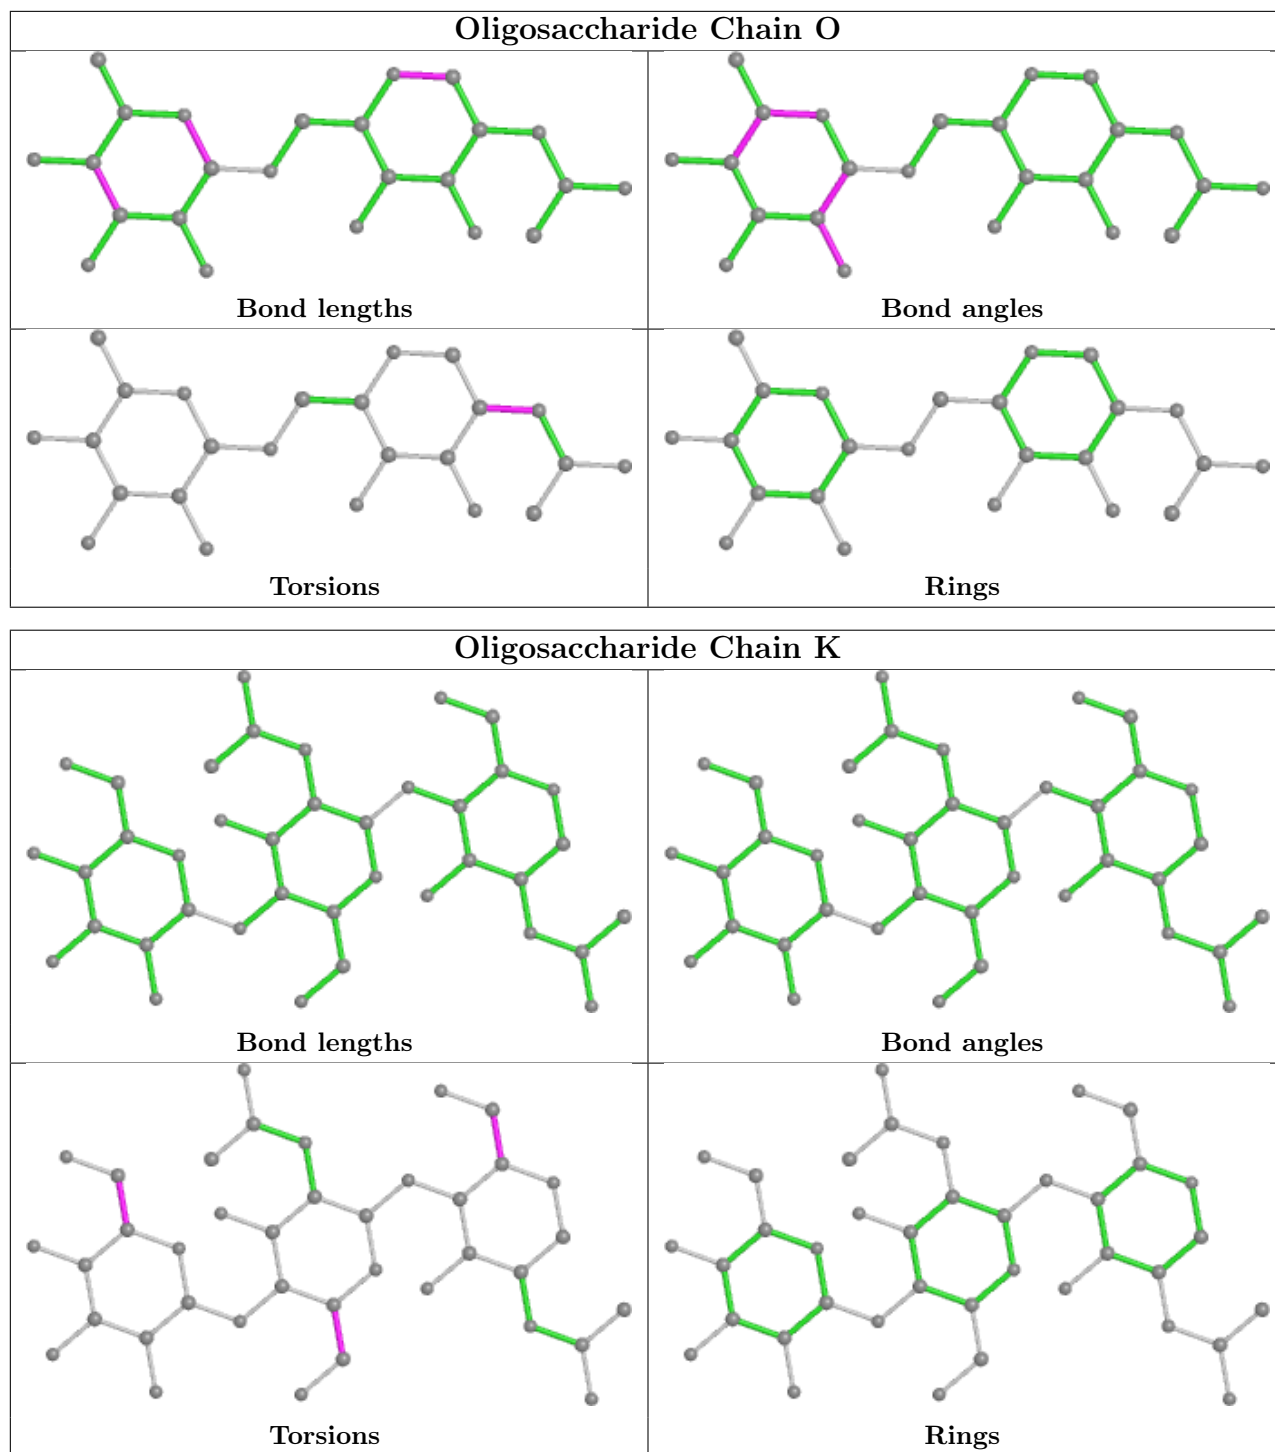 Oligosaccharide Chain O
Bond lengths
Bond angles
Torsions
Rings
Oligosaccharide Chain K
Bond lengths
Bond angles
Torsions
Rings